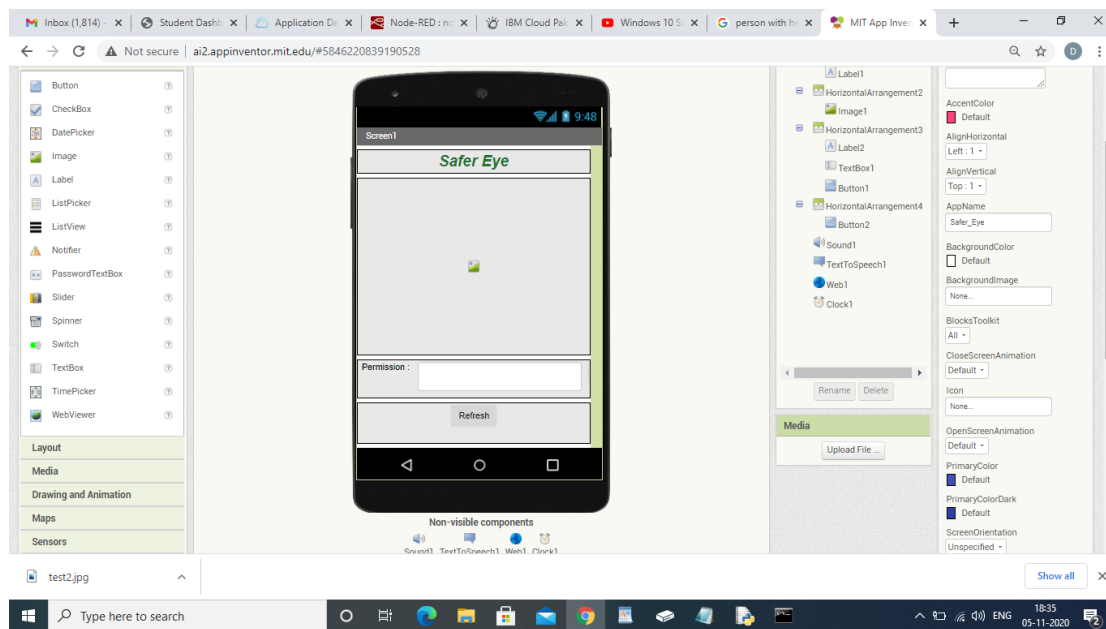 Inbox (1,814) -
Student Dashb
Application De
Node-RED : no
IBM Cloud Pak
Windows 10 S
person with he
MIT App Inven
Not secure
ai2.appinventor.mit.edu/#5846220839190528
D
Button
CheckBox
DatePicker
Image
Label
ListPicker
ListView
Notifier
PasswordTextBox
Slider
Spinner
Switch
TextBox
TimePicker
WebViewer
Layout
Media
Drawing and Animation
Maps
Sensors
9:48
Screen1
Safer Eye
Permission :
Refresh
Non-visible components
Sound1 TextToSpeech1 Web1 Clock1
Label1
HorizontalArrangement2
Image1
HorizontalArrangement3
Label2
TextBox1
Button1
HorizontalArrangement4
Button2
Sound1
TextToSpeech1
Web1
Clock1
Rename Delete
Media
Upload File ...
AccentColor
Default
AlignHorizontal
Left : 1
AlignVertical
Top : 1
AppName
Safer_Eye
BackgroundColor
Default
BackgroundImage
None...
BlocksToolkit
All
CloseScreenAnimation
Default
Icon
None...
OpenScreenAnimation
Default
PrimaryColor
Default
PrimaryColorDark
Default
ScreenOrientation
Unspecified
test2.jpg
Show all
Type here to search
ENG
18:35
05-11-2020
2